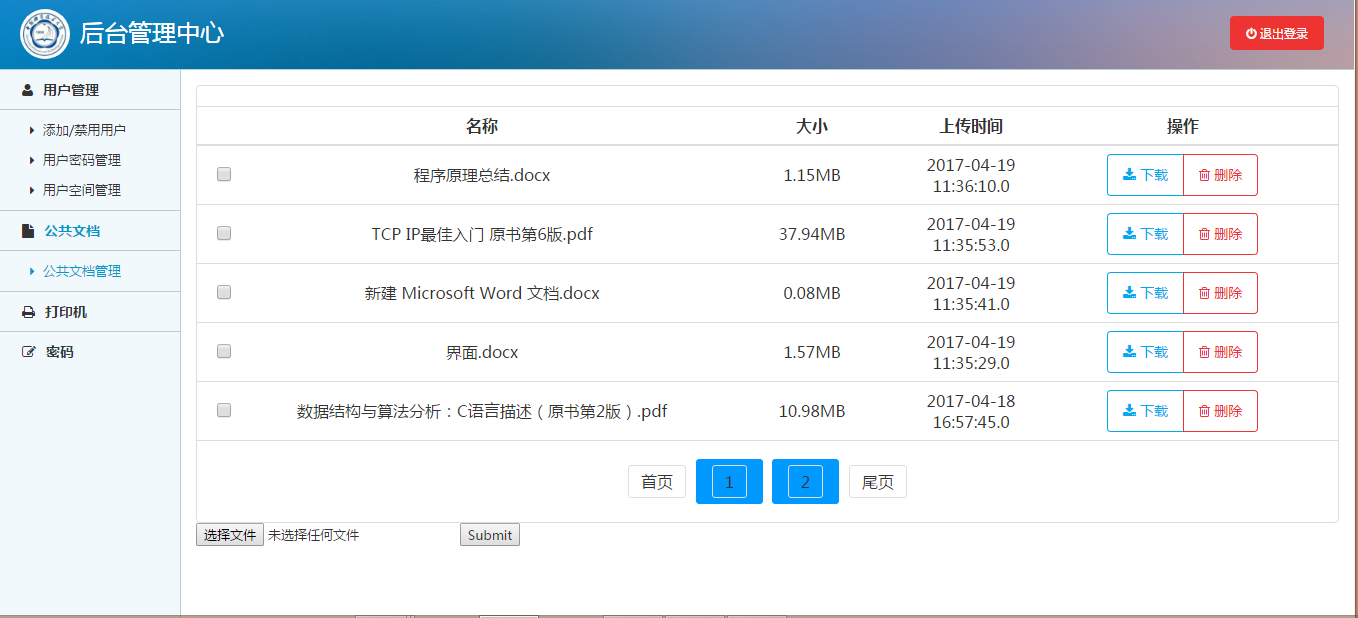 后台管理中心
退出登录
用户管理
添加/禁用用户
用户密码管理
用户空间管理
公共文档
公共文档管理
打印机
密码
名称 大小 上传时间 操作
程序原理总结.docx 1.15MB 2017-04-19 11:36:10.0 下载 删除
TCP IP最佳入门 原书第6版.pdf 37.94MB 2017-04-19 11:35:53.0 下载 删除
新建 Microsoft Word 文档.docx 0.08MB 2017-04-19 11:35:41.0 下载 删除
界面.docx 1.57MB 2017-04-19 11:35:29.0 下载 删除
数据结构与算法分析：C语言描述（原书第2版）.pdf 10.98MB 2017-04-18 16:57:45.0 下载 删除
首页 1 2 尾页
选择文件 未选择任何文件 Submit